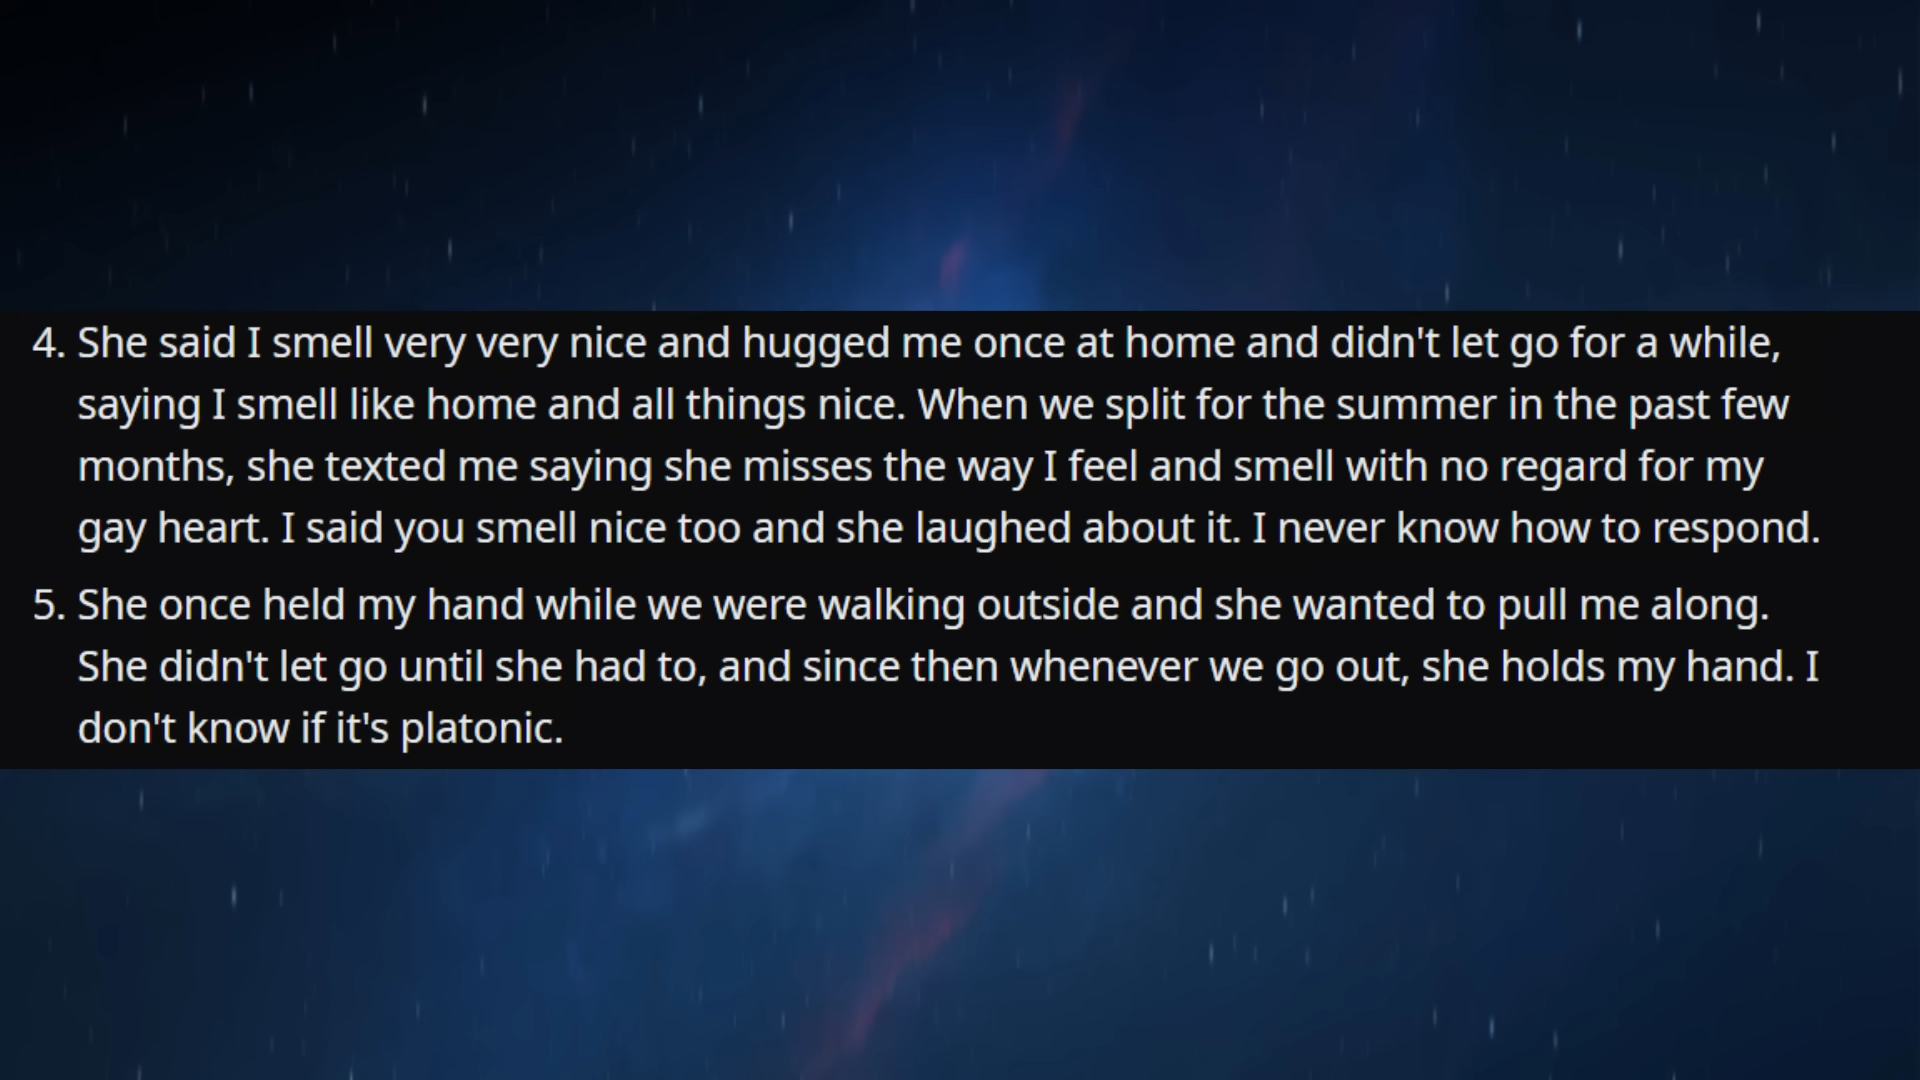 4. She said I smell very very nice and hugged me once at home and didn't let go for a while,
saying I smell like home and all things nice. When we split for the summer in the past few
months, she texted me saying she misses the way I feel and smell with no regard for my
gay heart. I said you smell nice too and she laughed about it. I never know how to respond.
5. She once held my hand while we were walking outside and she wanted to pull me along.
She didn't let go until she had to, and since then whenever we go out, she holds my hand. I
don't know if it's platonic.